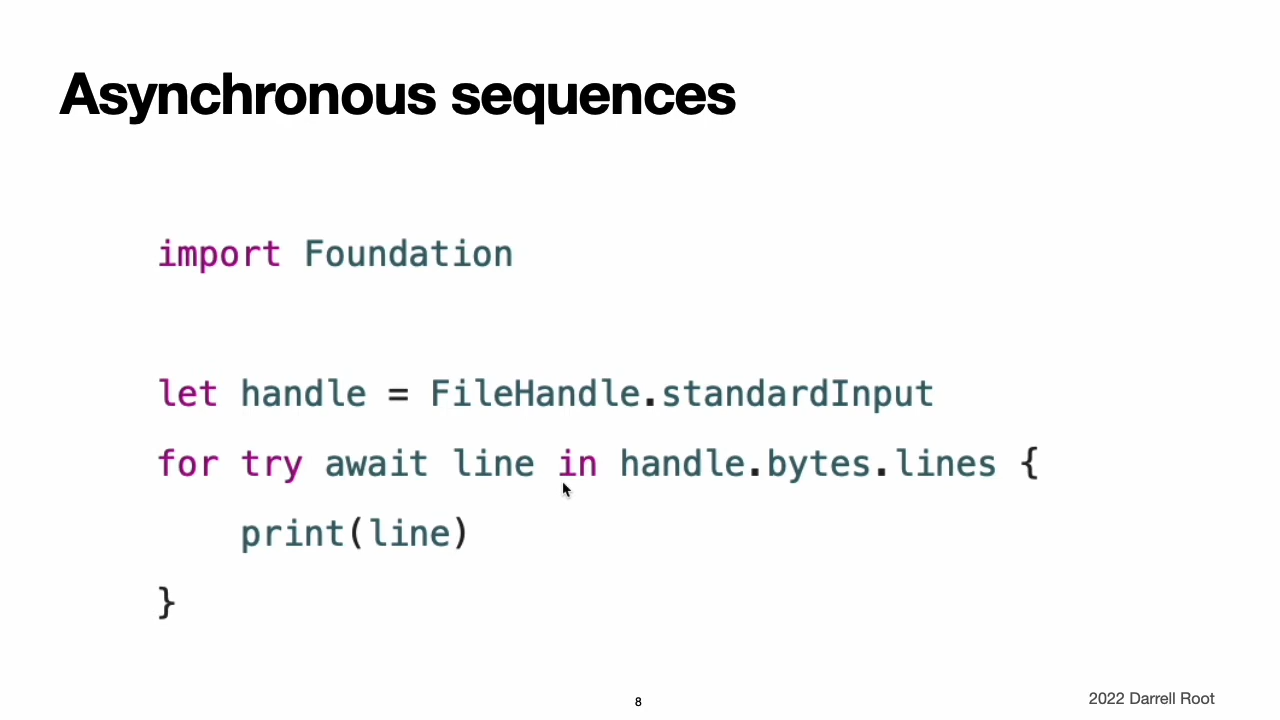 Asynchronous sequences
import Foundation
let handle = FileHandle.standardInput
for try await line in handle.bytes.lines {
    print(line)
}
8
2022 Darrell Root